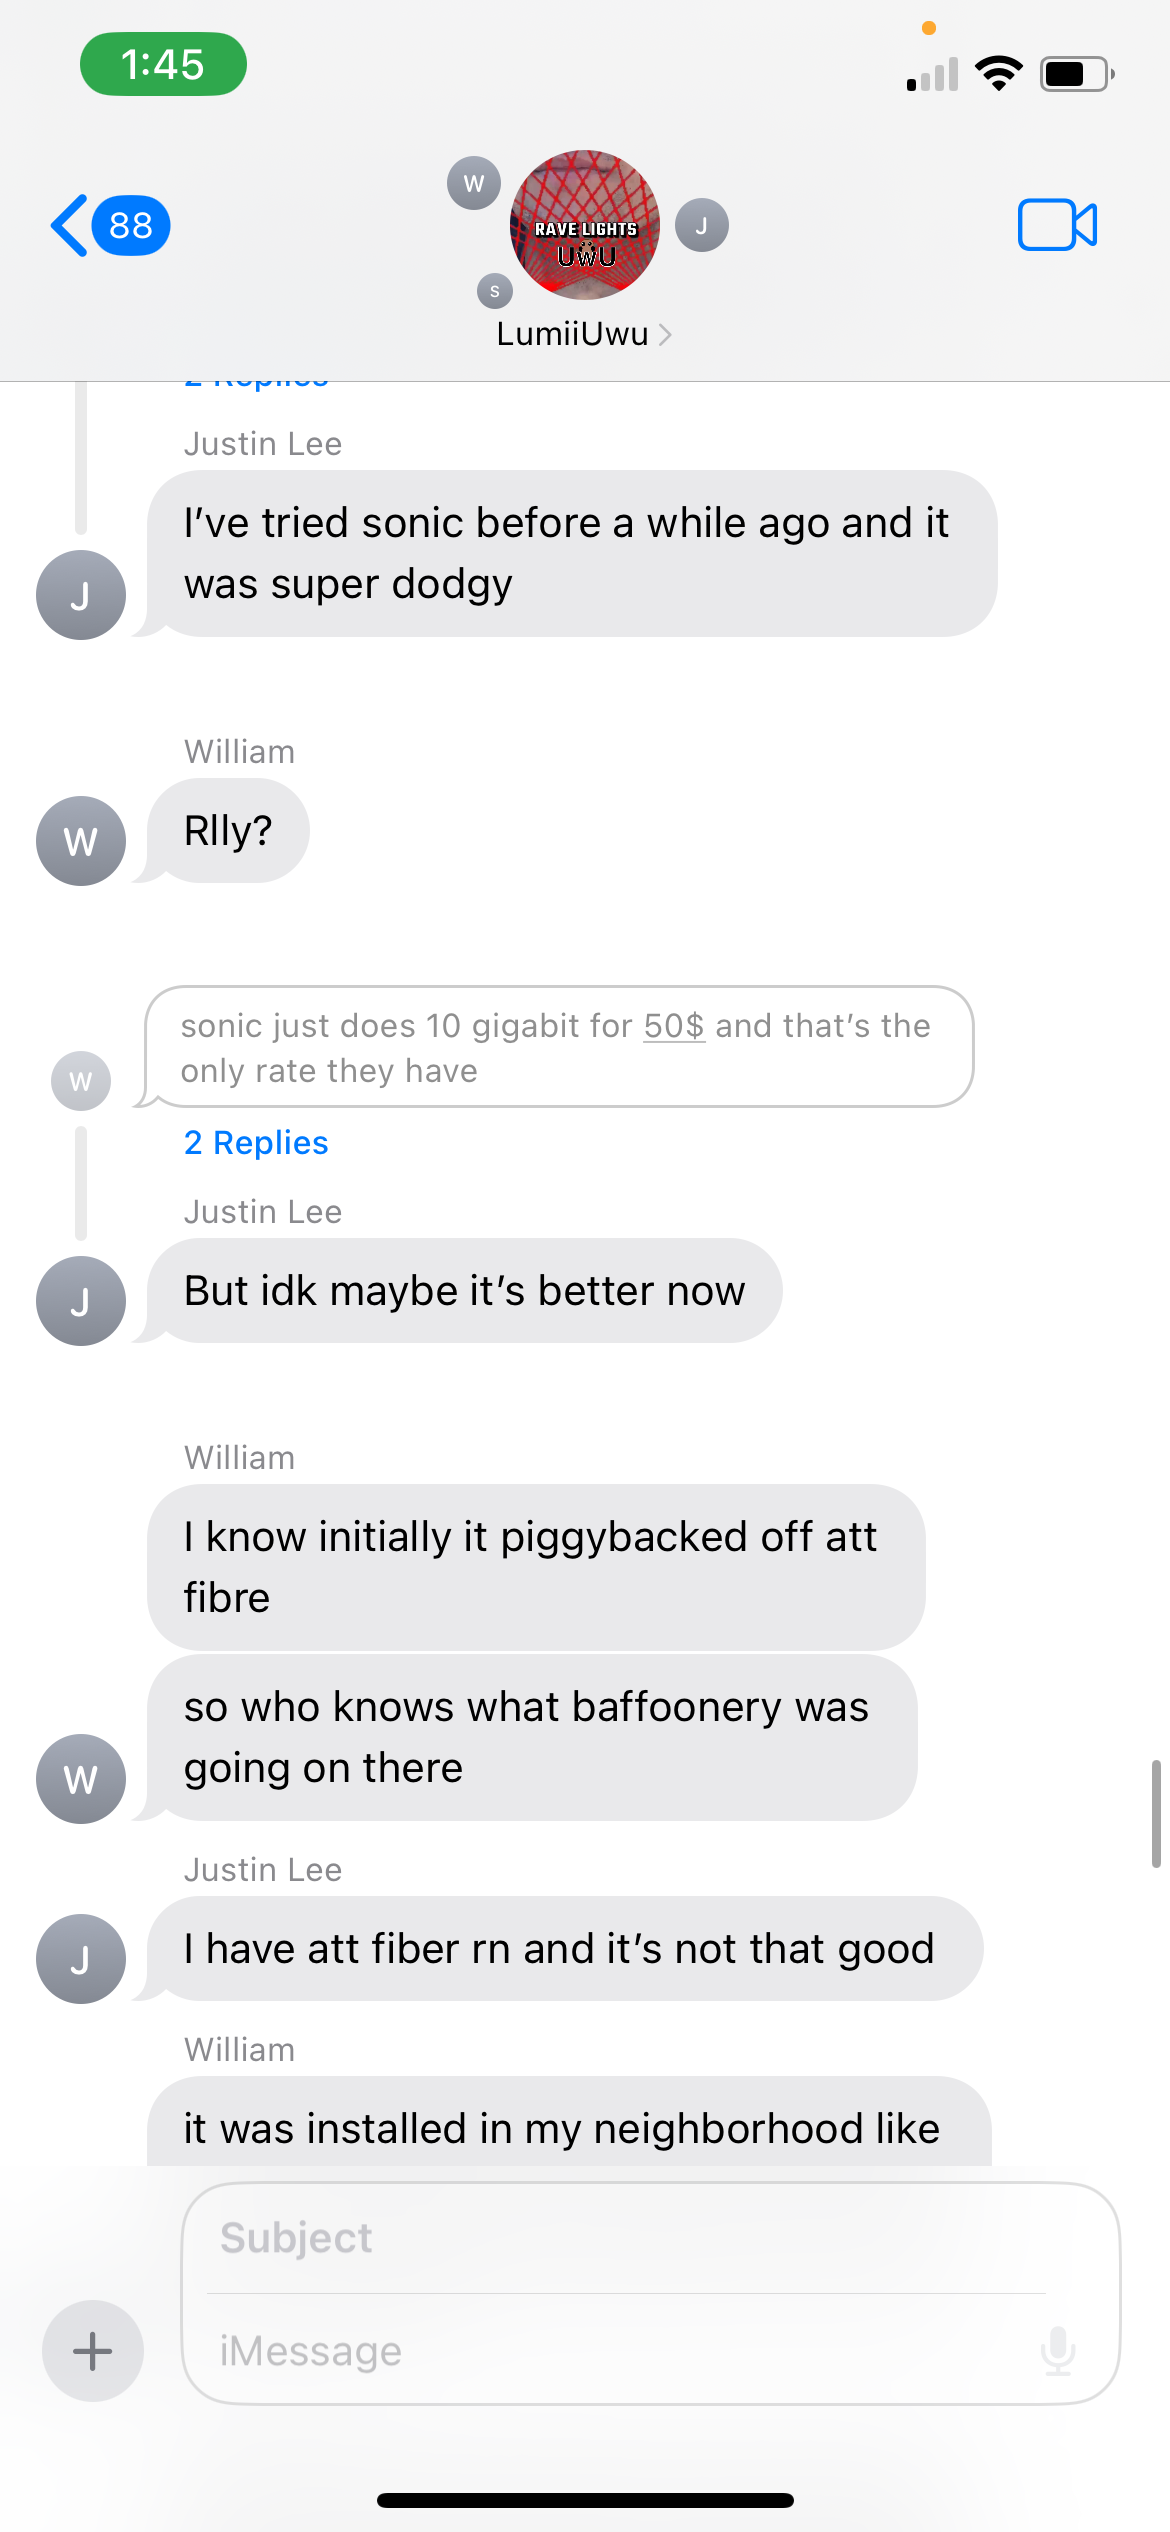 1:45
88
W
J
S
RAVE LIGHTS
UWU
LumiiUwu
2 Replies
Justin Lee
I've tried sonic before a while ago and it
was super dodgy
J
William
Rlly?
W
sonic just does 10 gigabit for 50$ and that's the
only rate they have
W
2 Replies
Justin Lee
But idk maybe it's better now
J
William
I know initially it piggybacked off att
fibre
so who knows what baffoonery was
going on there
W
Justin Lee
I have att fiber rn and it's not that good
J
William
it was installed in my neighborhood like
Subject
iMessage